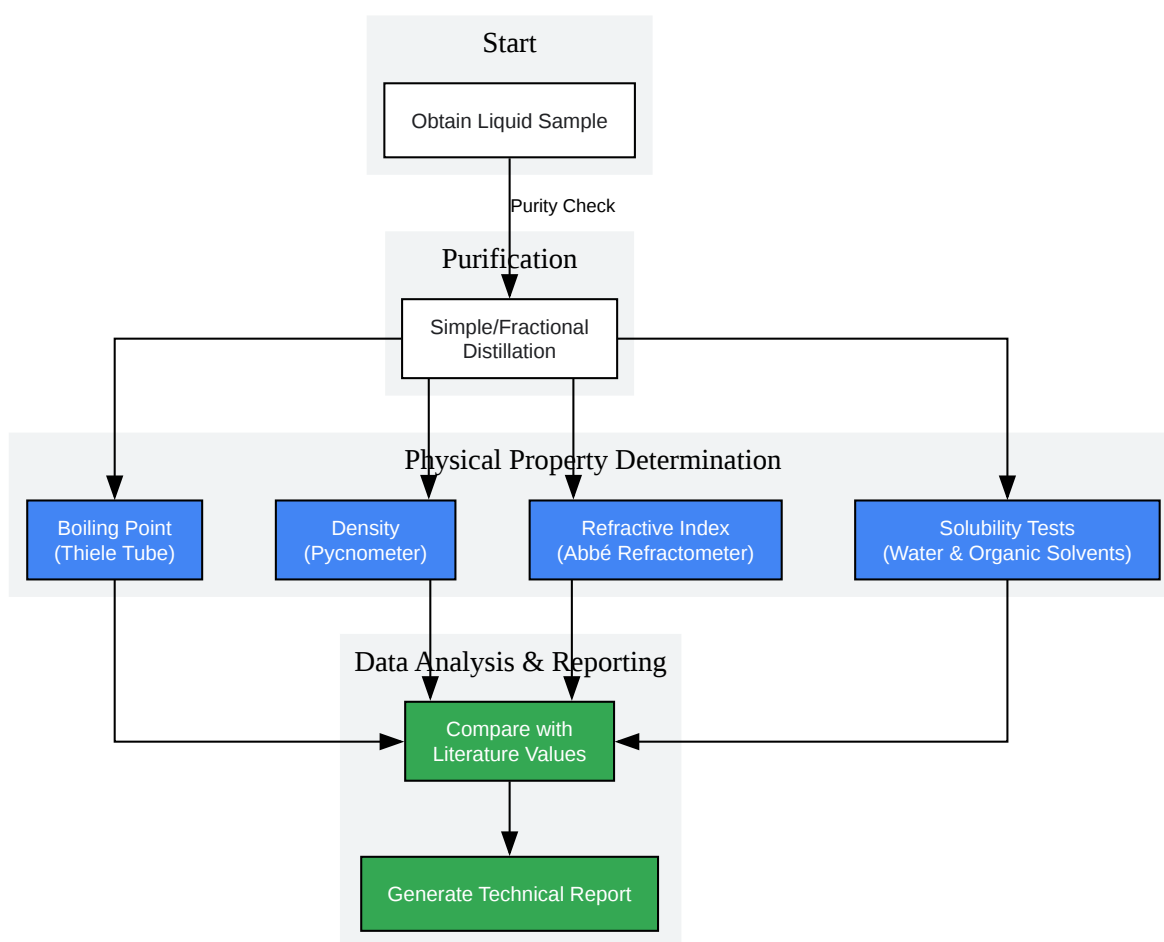 Start
Obtain Liquid Sample
Purity Check
Purification
Simple/Fractional
Distillation
Physical Property Determination
Boiling Point
(Thiele Tube)
Density
(Pycnometer)
Refractive Index
(Abbé Refractometer)
Solubility Tests
(Water & Organic Solvents)
Data Analysis & Reporting
Compare with
Literature Values
Generate Technical Report